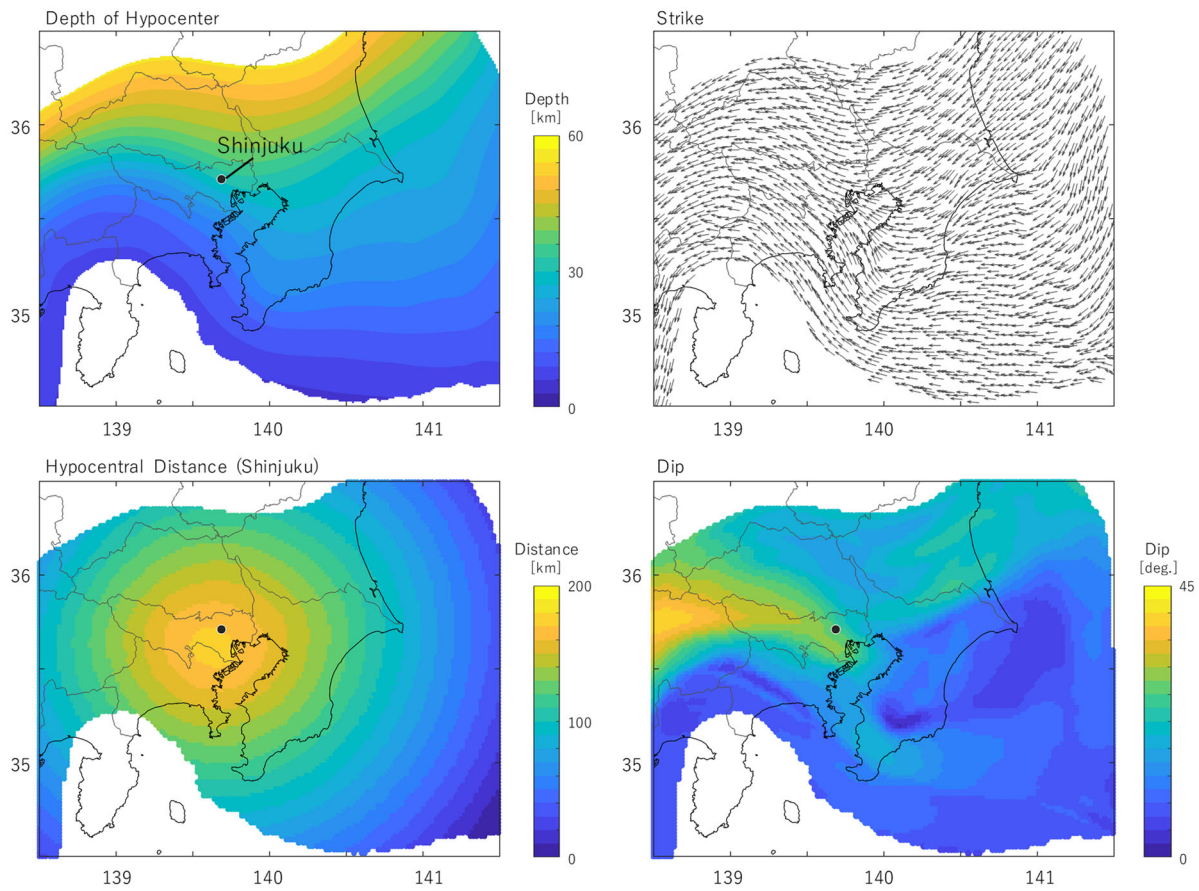 Depth of Hypocenter
Strike
Depth
[km]
60
30
0
Shinjuku
36
35
139
140
141
36
35
139
140
141
Hypocentral Distance (Shinjuku)
Dip
Distance
[km]
200
100
0
36
35
139
140
141
Dip
[deg.]
45
0
36
35
139
140
141